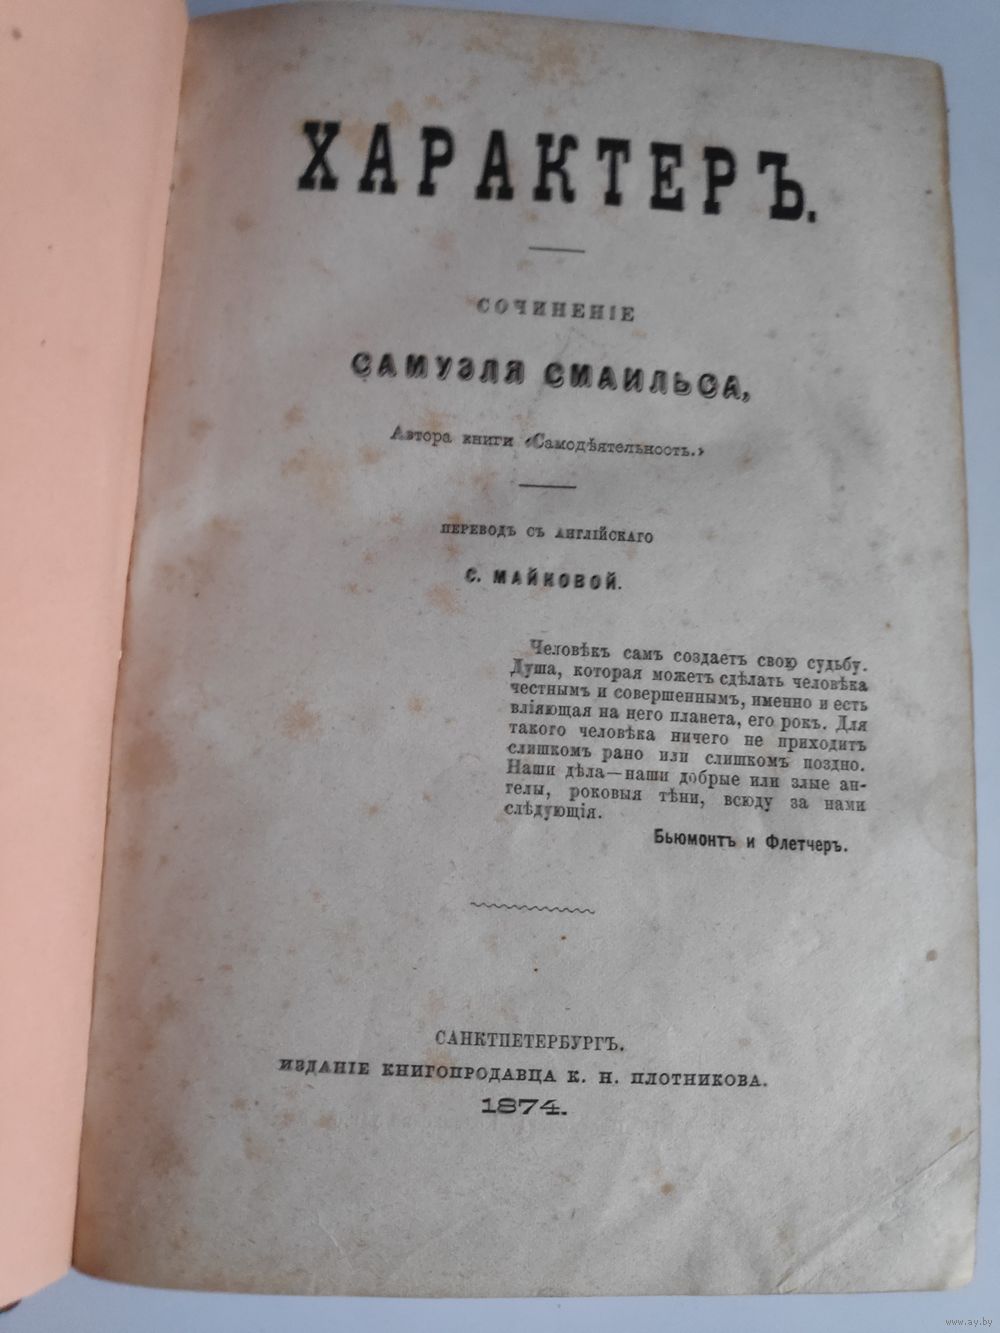 ХАРАКТЕРЪ.
СОЧИНЕНІЕ
САМУЭЛЯ СМАИЛЬСА,
Автора книги «Самодѣятельность.»
ПЕРЕВОДЪ СЪ АНГЛІЙСКАГО
С. МАЙКОВОЙ.
Человѣкъ самъ создаетъ свою судьбу.
Душа, которая можетъ сдѣлать человѣка
честнымъ и совершеннымъ, именно и есть
вліяющая на него планета, его рокъ. Для
такого человѣка ничего не приходитъ
слишкомъ рано или слишкомъ поздно.
Наши дѣла—наши добрые или злые ан-
гелы, роковыя тѣни, всюду за нами
слѣдующія.
Бьюмонтъ и Флетчеръ.
САНКТПЕТЕРБУРГЪ.
ИЗДАНІЕ КНИГОПРОДАВЦА К. Н. ПЛОТНИКОВА.
1874.
www.ay.by